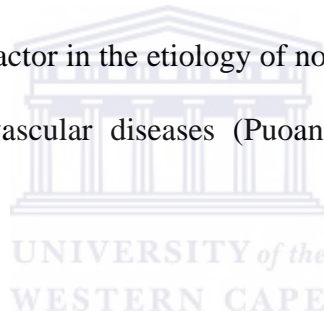 actor in the etiology of no
vascular diseases (Puoan
UNIVERSITY of the
WESTERN CAPE